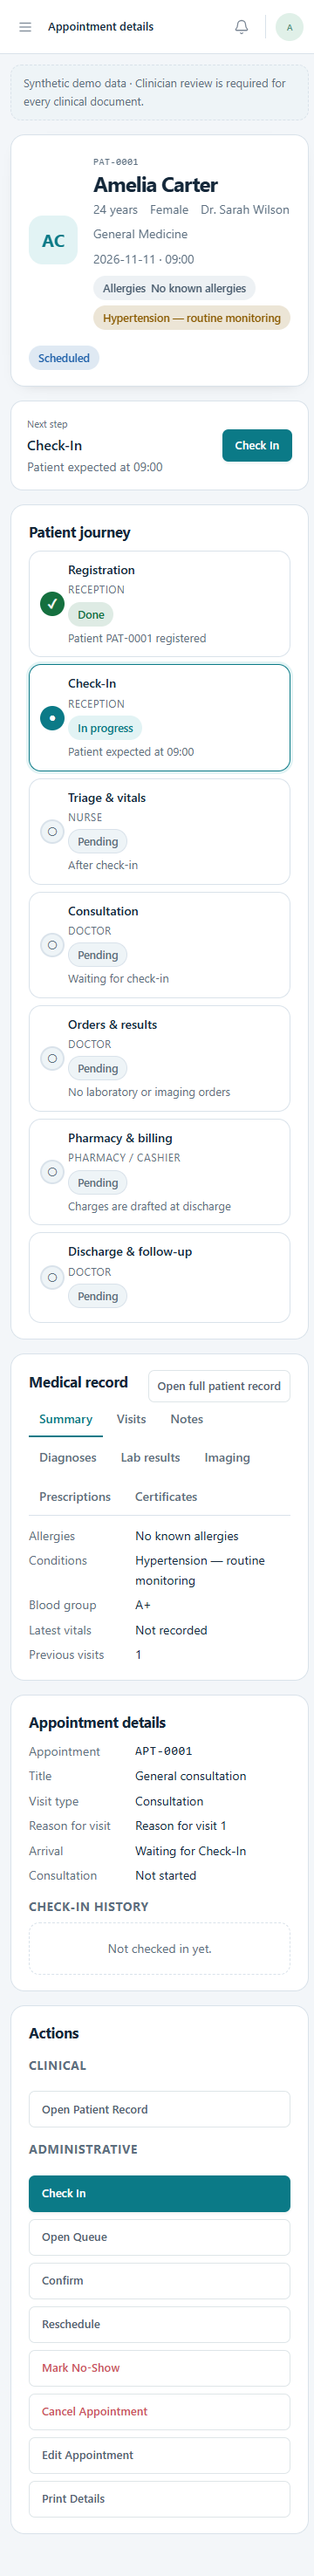 Appointment details
A
Synthetic demo data · Clinician review is required for
every clinical document.
PAT-0001
Amelia Carter
24 years Female Dr. Sarah Wilson
General Medicine
2026-11-11 · 09:00
AC
Allergies No known allergies
Hypertension — routine monitoring
Scheduled
Next step
Check-In
Patient expected at 09:00
Check In
Patient journey
Registration
RECEPTION
Done
Patient PAT-0001 registered
Check-In
RECEPTION
In progress
Patient expected at 09:00
Triage & vitals
NURSE
Pending
After check-in
Consultation
DOCTOR
Pending
Waiting for check-in
Orders & results
DOCTOR
Pending
No laboratory or imaging orders
Pharmacy & billing
PHARMACY / CASHIER
Pending
Charges are drafted at discharge
Discharge & follow-up
DOCTOR
Pending
Medical record
Open full patient record
Summary Visits Notes
Diagnoses Lab results Imaging
Prescriptions Certificates
Allergies No known allergies
Conditions Hypertension — routine
monitoring
Blood group A+
Latest vitals Not recorded
Previous visits 1
Appointment details
Appointment APT-0001
Title General consultation
Visit type Consultation
Reason for visit Reason for visit 1
Arrival Waiting for Check-In
Consultation Not started
CHECK-IN HISTORY
Not checked in yet.
Actions
CLINICAL
Open Patient Record
ADMINISTRATIVE
Check In
Open Queue
Confirm
Reschedule
Mark No-Show
Cancel Appointment
Edit Appointment
Print Details